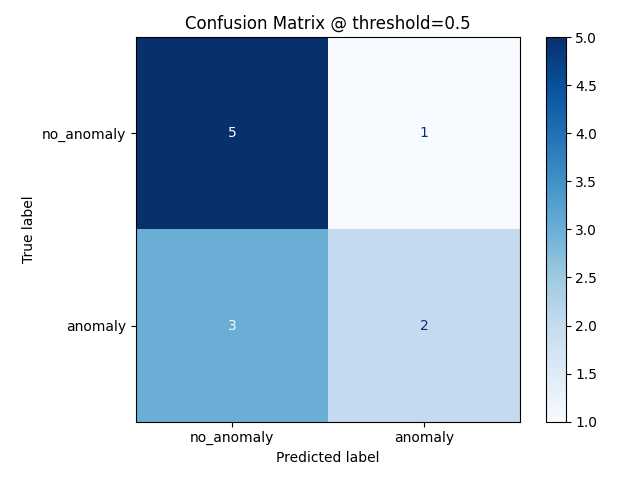 Confusion Matrix @ threshold=0.5
True label
no_anomaly
anomaly
5
1
3
2
no_anomaly
anomaly
Predicted label
5.0
4.5
4.0
3.5
3.0
2.5
2.0
1.5
1.0